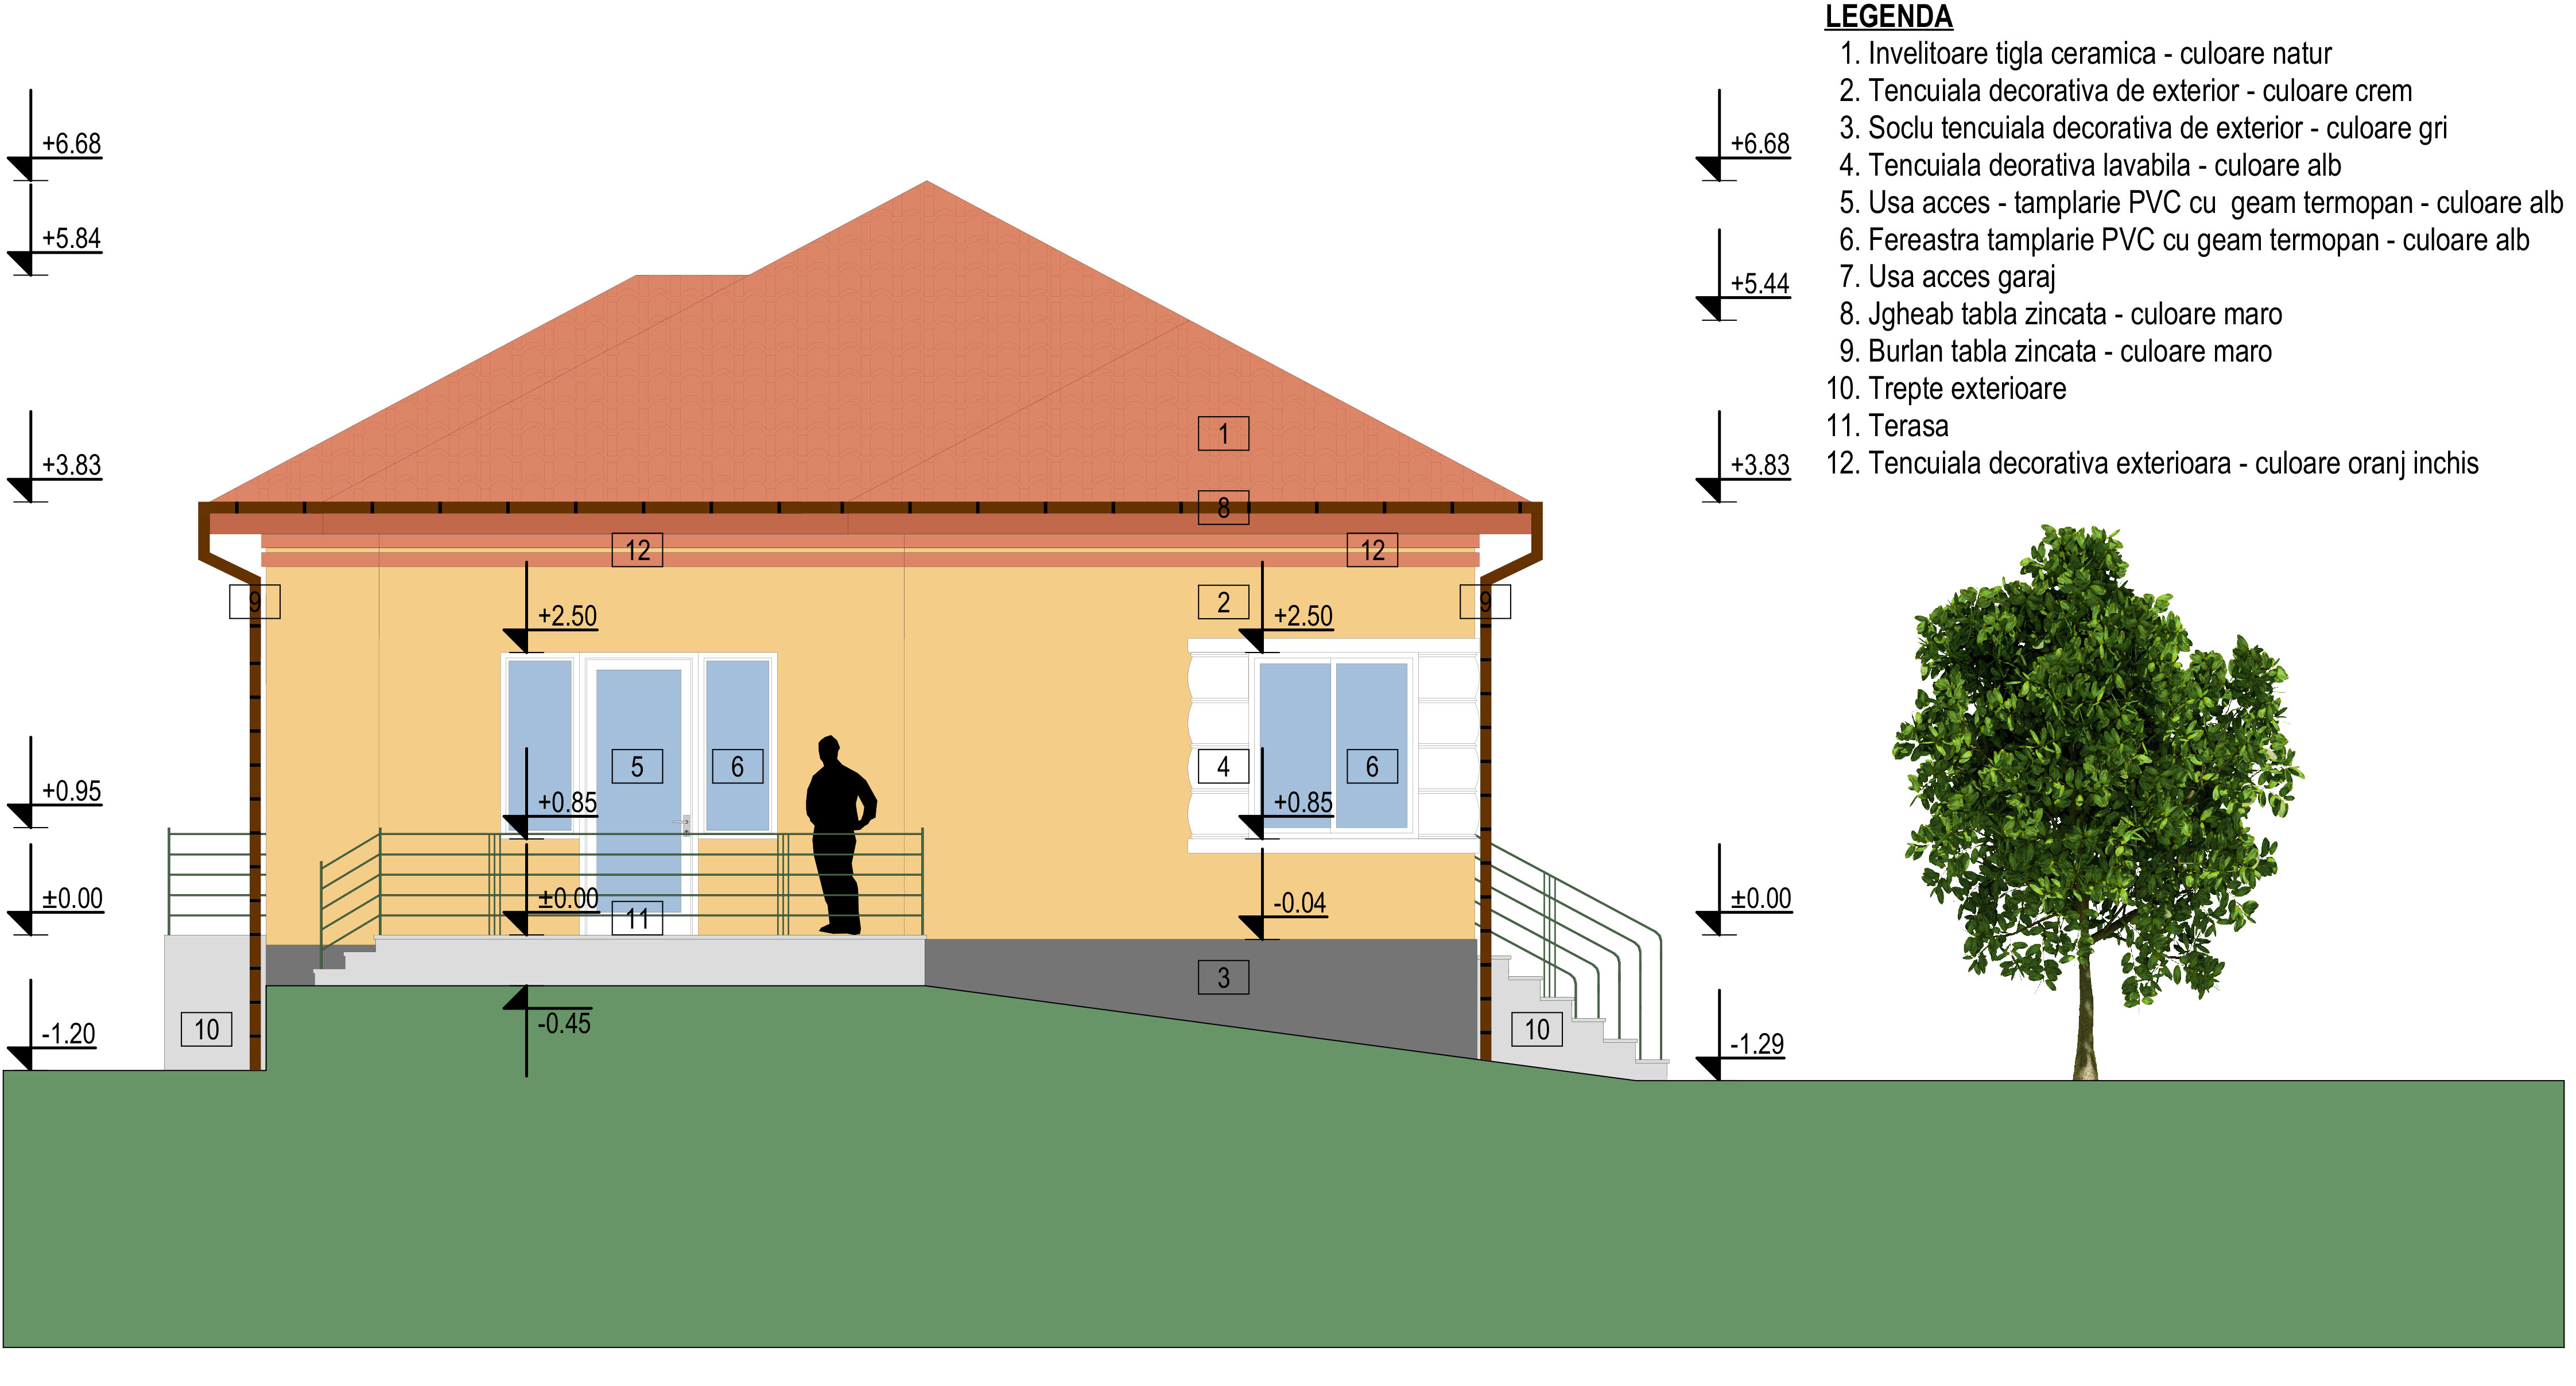 LEGENDA
1. Invelitoare tigla ceramica - culoare natur
2. Tencuiala decorativa de exterior - culoare crem
3. Soclu tencuiala decorativa de exterior - culoare gri
4. Tencuiala deorativa lavabila - culoare alb
5. Usa acces - tamplarie PVC cu geam termopan - culoare alb
6. Fereastra tamplarie PVC cu geam termopan - culoare alb
7. Usa acces garaj
8. Jgheab tabla zincata - culoare maro
9. Burlan tabla zincata - culoare maro
10. Trepte exterioare
11. Terasa
12. Tencuiala decorativa exterioara - culoare oranj inchis
+6.68
+6.68
+5.84
+5.44
1
+3.83
+3.83
8
12
12
9
2
9
+2.50
+2.50
5
6
4
6
+0.95
+0.85
+0.85
±0.00
±0.00
11
-0.04
±0.00
3
10
-0.45
10
-1.20
-1.29